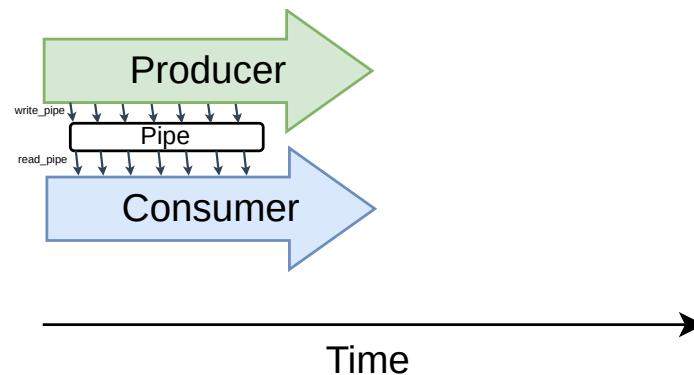 Producer
write_pipe
Pipe
read_pipe
Consumer
Time